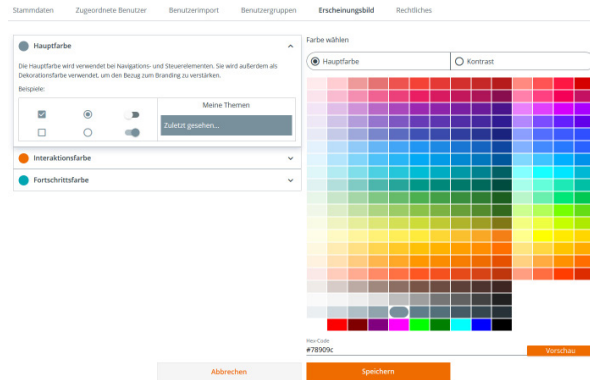 Stammdaten Zugeordnete Benutzer Benutzerimport Benutzergruppen Erscheinungsbild Rechtliches
Hauptfarbe
Die Hauptfarbe wird verwendet bei Navigations- und Steuerelementen. Sie wird außerdem als
Dekorationsfarbe verwendet, um den Bezug zum Branding zu verstärken.
Beispiele:
Meine Themen
Zuletzt gesehen...
Interaktionsfarbe
Fortschrittsfarbe
Farbe wählen
Hauptfarbe Kontrast
Hex-Code
#78909c
Vorschau
Abbrechen Speichern